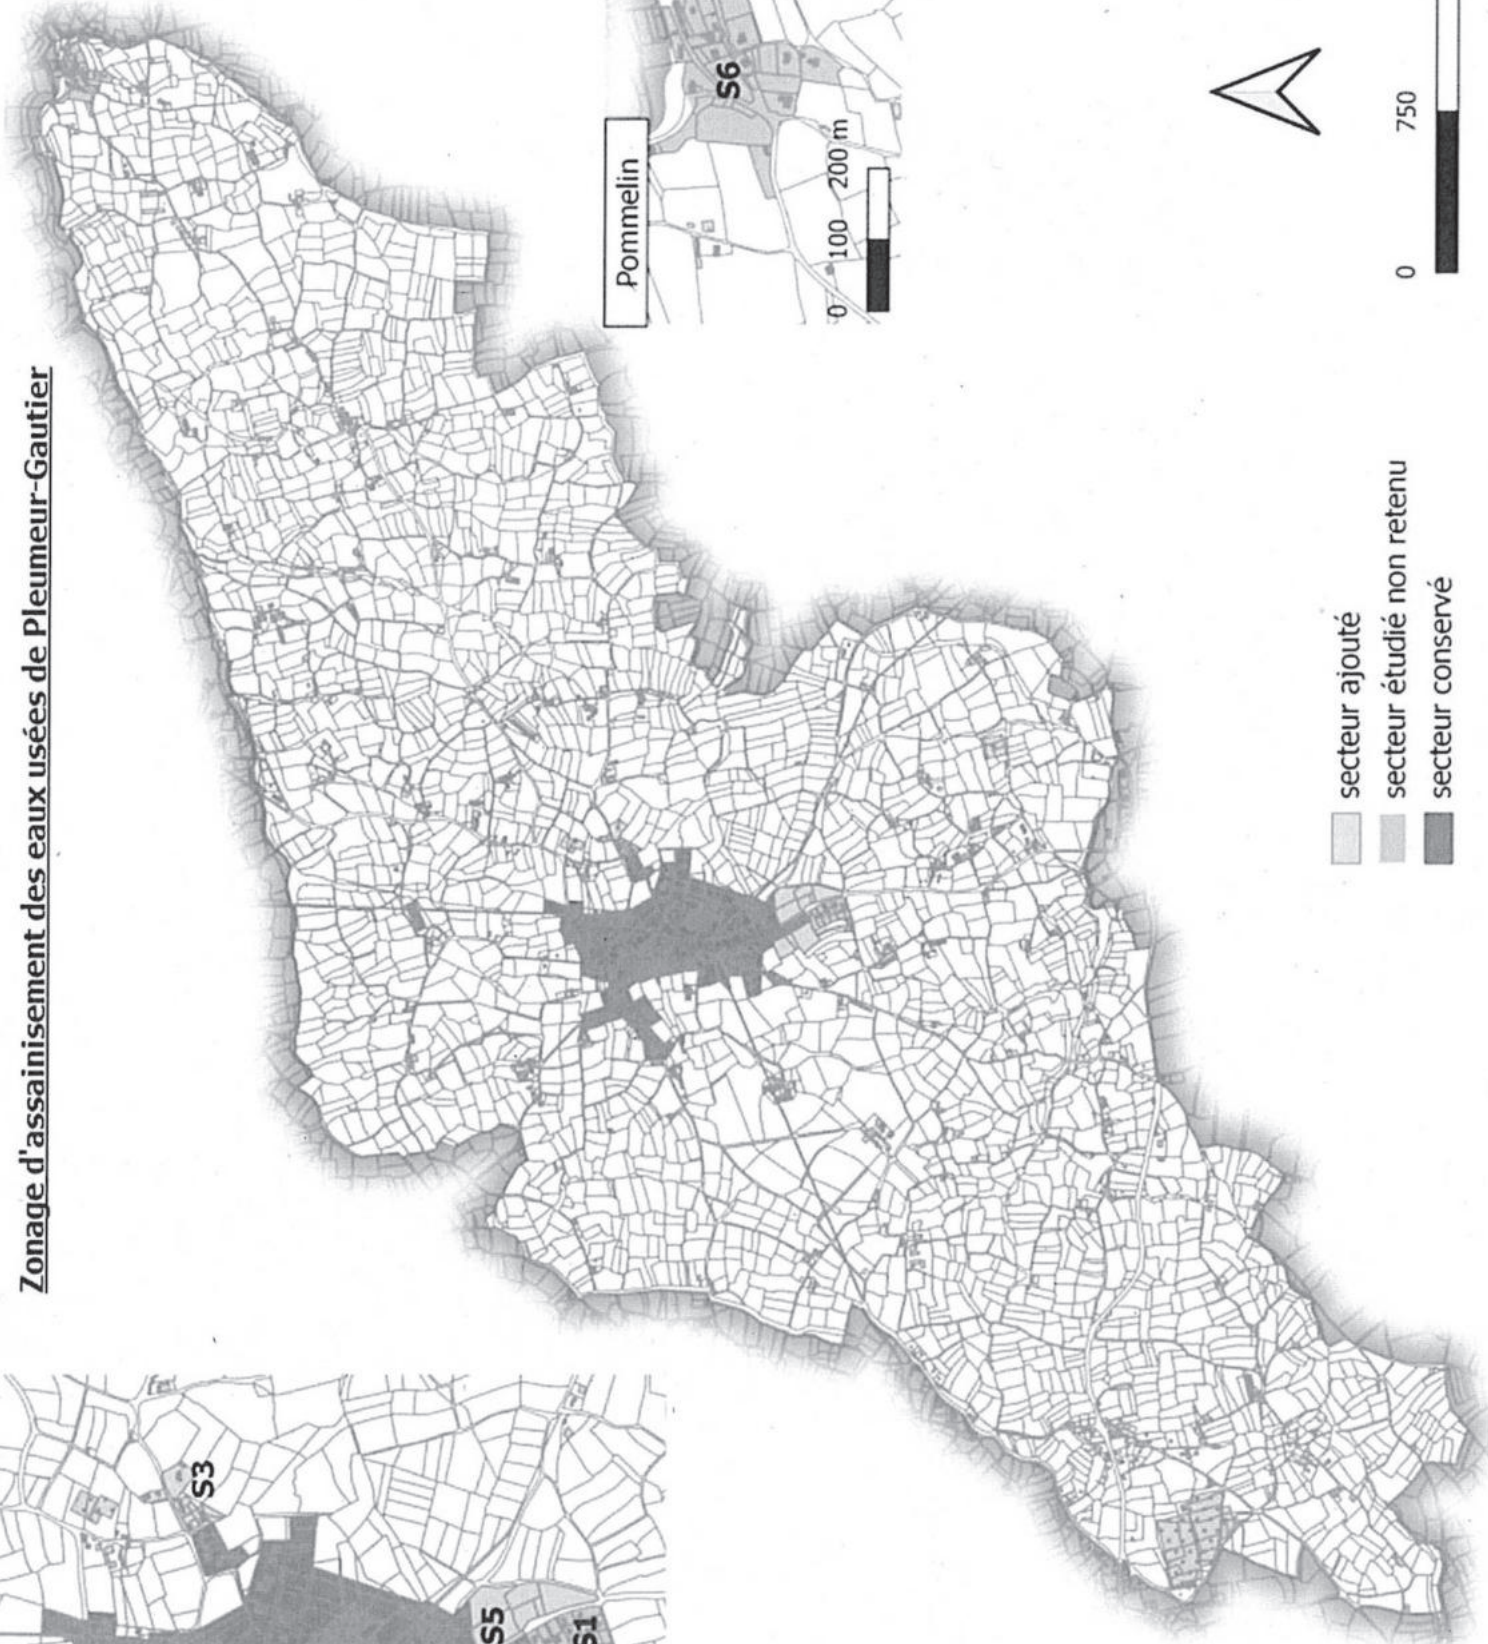 Zonage d'assainisement des eaux usées de Pleumeur-Gautier
S3
S5
S1
Pommelin
S6
0 100 200 m
secteur ajouté
secteur étudié non retenu
secteur conservé
0 750